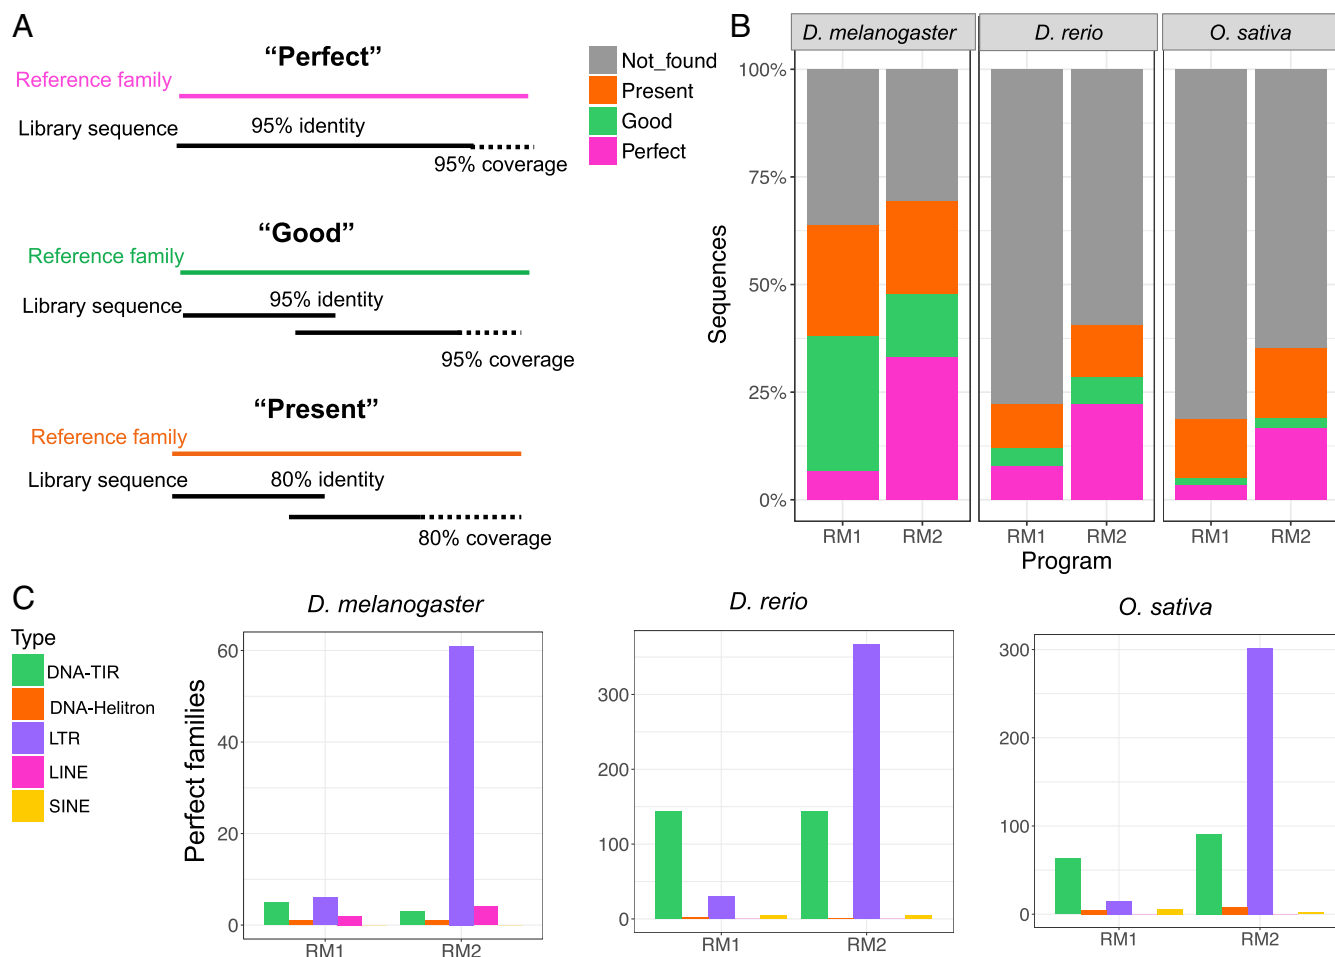 A
“Perfect”
Reference family
Library sequence
95% identity
95% coverage
“Good”
Reference family
Library sequence
95% identity
95% coverage
“Present”
Reference family
Library sequence
80% identity
80% coverage
Not_found
Present
Good
Perfect
B
D. melanogaster
D. rerio
O. sativa
100%
75%
50%
25%
0%
Sequences
RM1
RM2
RM1
RM2
RM1
RM2
Program
C
Type
DNA-TIR
DNA-Helitron
LTR
LINE
SINE
D. melanogaster
Perfect families
60
40
20
0
RM1
RM2
D. rerio
300
200
100
0
RM1
RM2
O. sativa
300
200
100
0
RM1
RM2